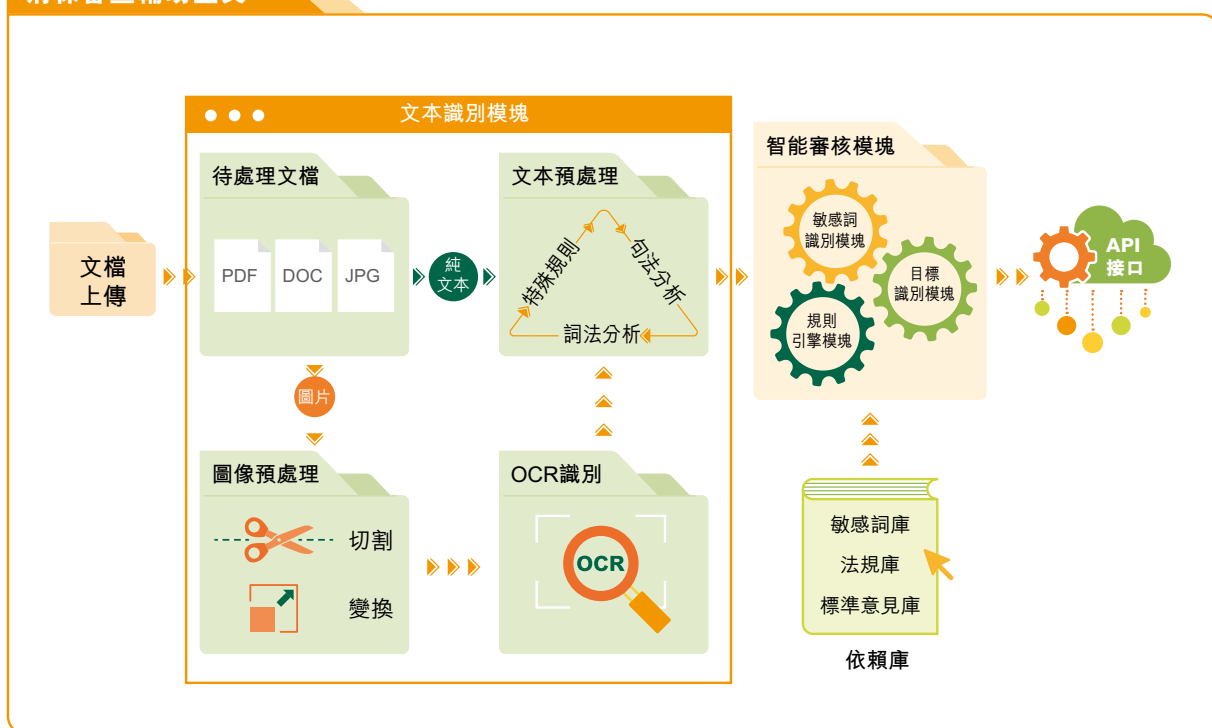 文本識別模塊
待處理文檔
PDF
DOC
JPG
純
文本
文本預處理
特殊規則
句法分析
詞法分析
智能審核模塊
敏感詞
識別模塊
目標
識別模塊
規則
引擎模塊
API
接口
文檔
上傳
圖片
圖像預處理
切割
變換
OCR識別
OCR
敏感詞庫
法規庫
標準意見庫
依賴庫